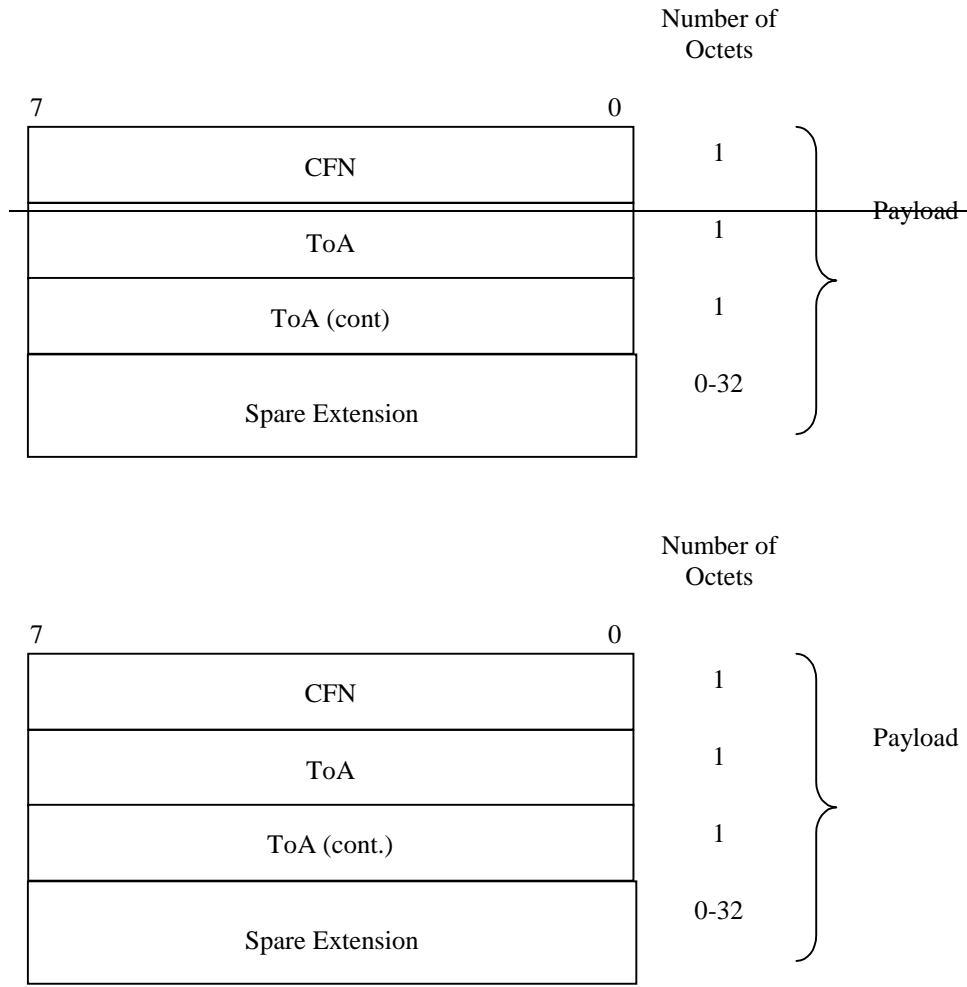 Number of
Octets
7 0
CFN 1
Payload
ToA 1
ToA (cont) 1
0-32
Spare Extension
Number of
Octets
7 0
CFN 1
Payload
ToA 1
ToA (cont.) 1
0-32
Spare Extension